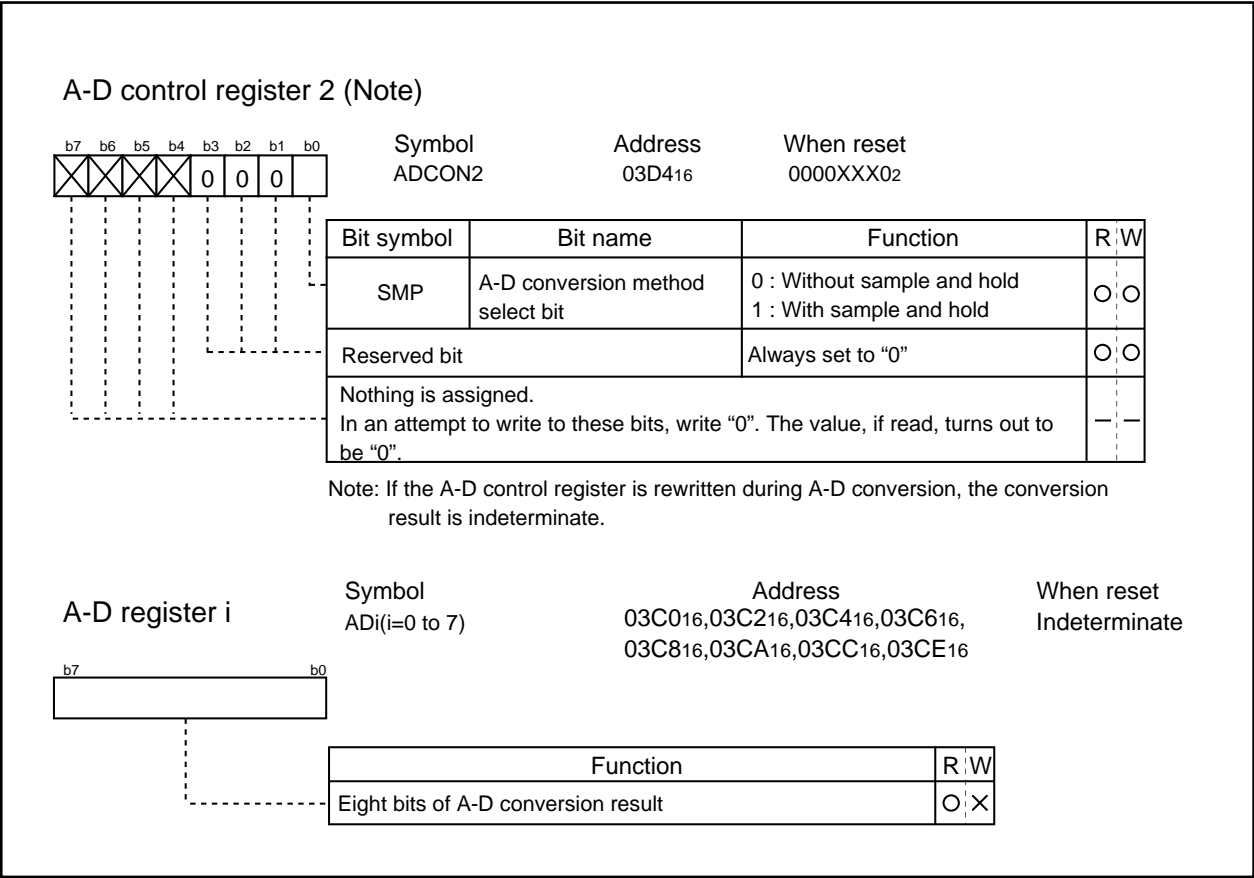 A-D control register 2 (Note)
b7 b6 b5 b4 b3 b2 b1 b0
0 0 0
Symbol Address When reset
ADCON2 03D416 0000XXX02
Bit symbol Bit name Function R W
SMP A-D conversion method select bit 0 : Without sample and hold
1 : With sample and hold
Reserved bit Always set to “0”
Nothing is assigned.
In an attempt to write to these bits, write “0”. The value, if read, turns out to
be “0”.
Note: If the A-D control register is rewritten during A-D conversion, the conversion
result is indeterminate.
A-D register i
Symbol Address When reset
ADi(i=0 to 7) 03C016,03C216,03C416,03C616, Indeterminate
03C816,03CA16,03CC16,03CE16
b7 b0
Function R W
Eight bits of A-D conversion result